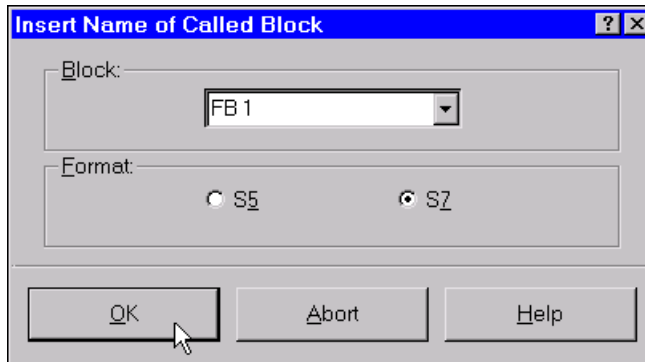 Insert Name of Called Block
Block:
FB 1
Format:
S5 S7
OK Abort Help